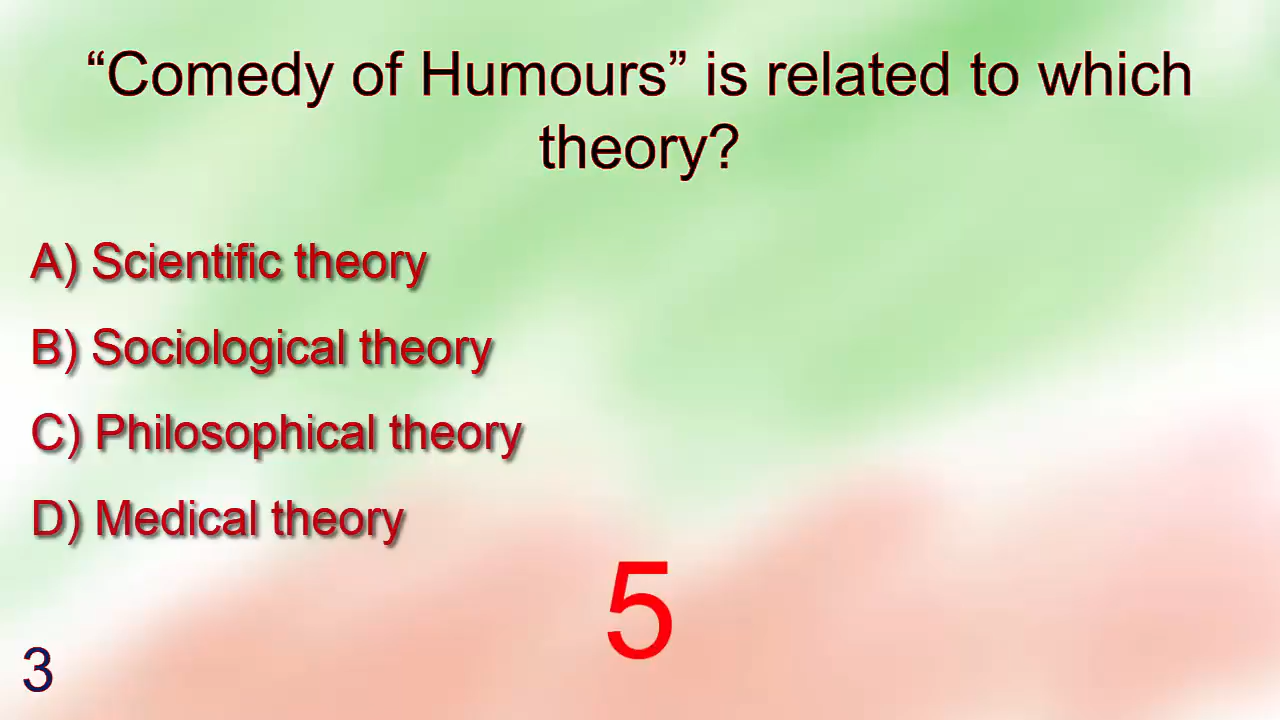 “Comedy of Humours” is related to which
theory?
A) Scientific theory
B) Sociological theory
C) Philosophical theory
D) Medical theory
5
3